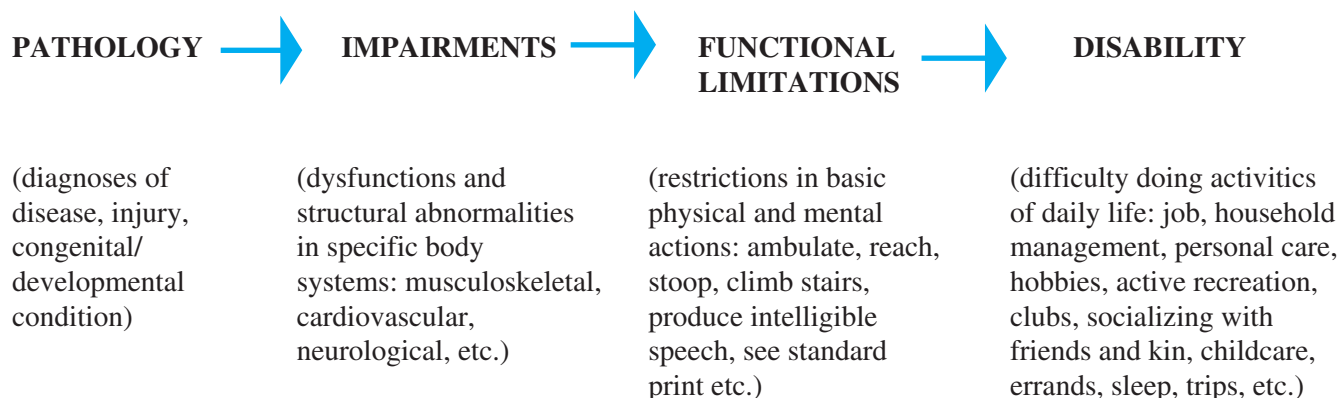 PATHOLOGY
IMPAIRMENTS
FUNCTIONAL
LIMITATIONS
DISABILITY
(diagnoses of
disease, injury,
congenital/
developmental
condition)
(dysfunctions and
structural abnormalities
in specific body
systems: musculoskeletal,
cardiovascular,
neurological, etc.)
(restrictions in basic
physical and mental
actions: ambulate, reach,
stoop, climb stairs,
produce intelligible
speech, see standard
print etc.)
(difficulty doing activitics
of daily life: job, household
management, personal care,
hobbies, active recreation,
clubs, socializing with
friends and kin, childcare,
errands, sleep, trips, etc.)